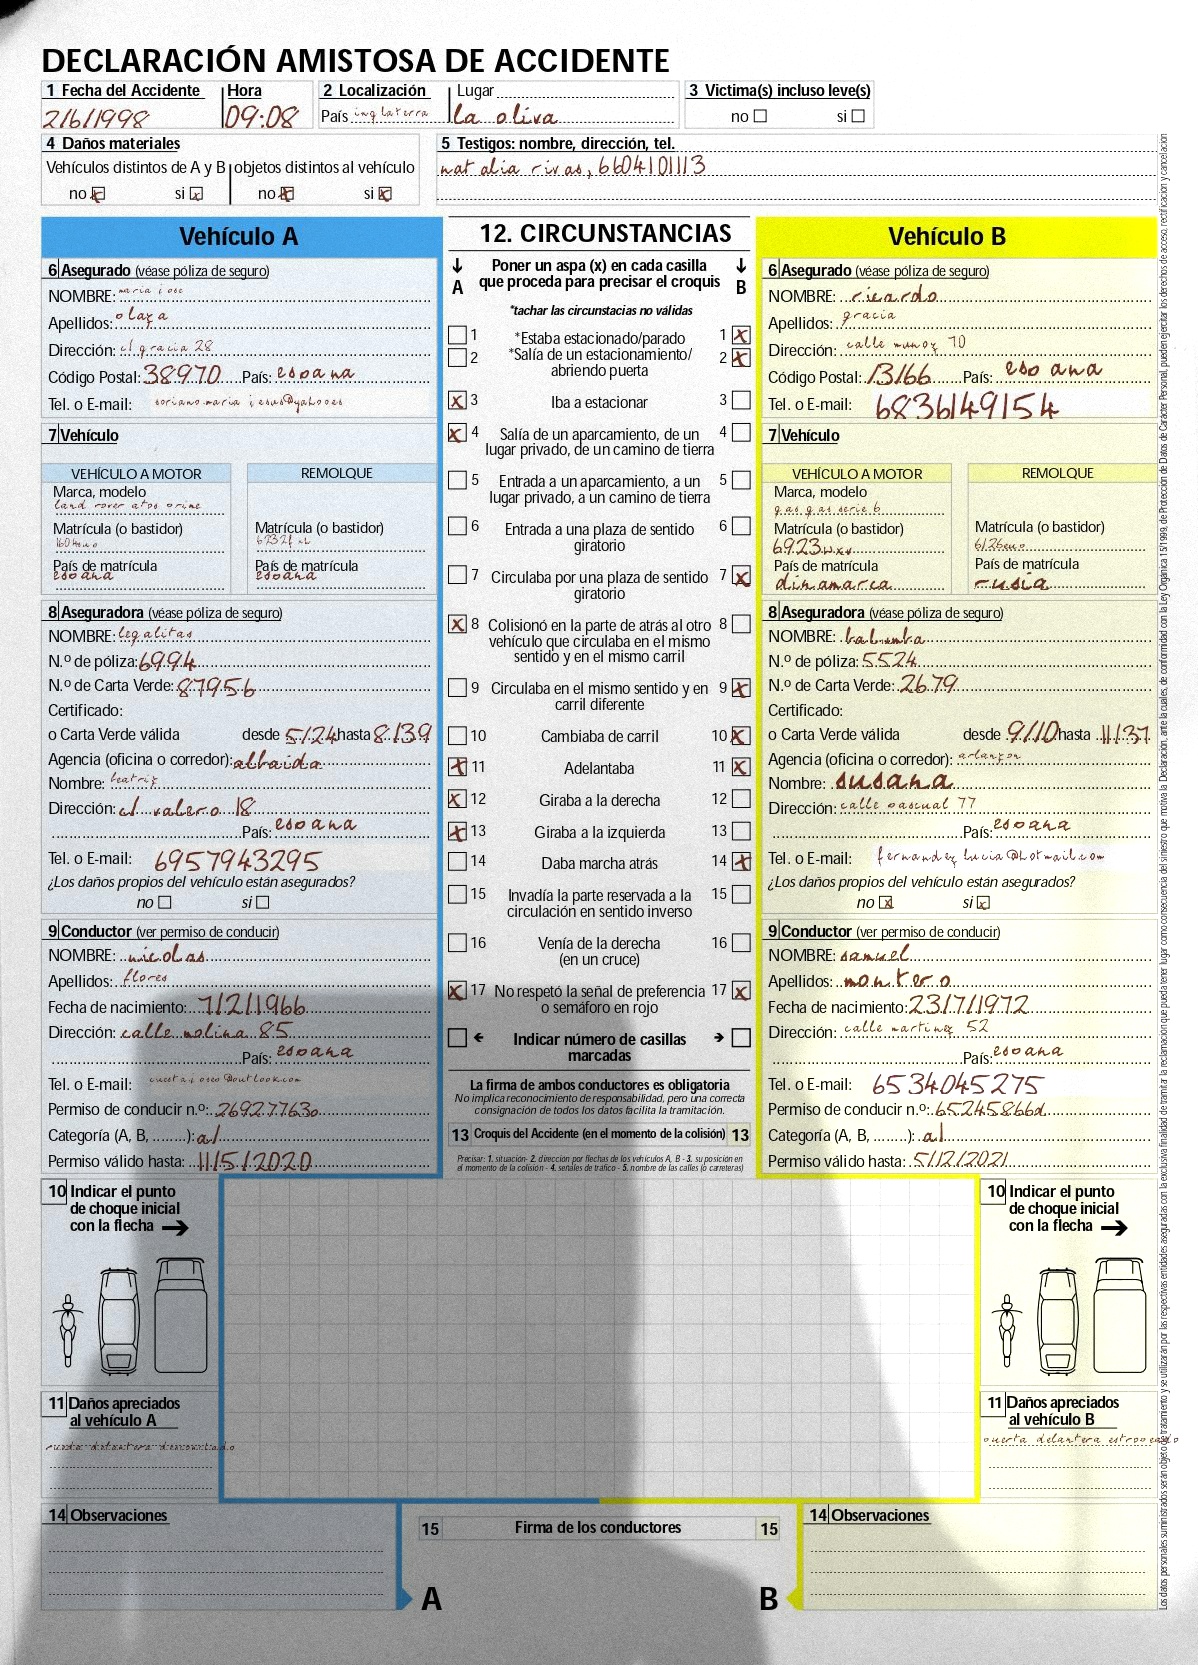 DECLARACIÓN AMISTOSA DE ACCIDENTE
1 Fecha del Accidente
2/6/1998
Hora
09:08
2 Localización
País inglaterra
Lugar
la oliva
3 Victima(s) incluso leve(s)
no si
4 Daños materiales
Vehículos distintos de A y B objetos distintos al vehículo
no x si x no x si x
5 Testigos: nombre, dirección, tel.
natalia rivas, 6604101113
Vehículo A
6 Asegurado (véase póliza de seguro)
NOMBRE: maria jose
Apellidos: olaya
Dirección: cl gracia 28
Código Postal: 38970 País: espana
Tel. o E-mail: sorianomaria jesus@yahooes
7 Vehículo
VEHÍCULO A MOTOR
Marca, modelo
land rover atos prime
Matrícula (o bastidor)
País de matrícula
espana
REMOLQUE
Matrícula (o bastidor)
País de matrícula
espana
8 Aseguradora (véase póliza de seguro)
NOMBRE: legalitas
N.º de póliza: 6994
N.º de Carta Verde: 87956
Certificado:
o Carta Verde válida desde 5/24 hasta 8/39
Agencia (oficina o corredor): albaida
Nombre: beatriz
Dirección: cl valero 18
País: espana
Tel. o E-mail: 6957943295
¿Los daños propios del vehículo están asegurados?
no si
9 Conductor (ver permiso de conducir)
NOMBRE: nicolas
Apellidos: flores
Fecha de nacimiento: 7/2/1966
Dirección: calle molina 85
País: espana
Tel. o E-mail: cuestajoseo@outlook.com
Permiso de conducir n.º: 269277630
Categoría (A, B, ........): a1
Permiso válido hasta: 11/5/2020
12. CIRCUNSTANCIAS
A Poner un aspa (x) en cada casilla que proceda para precisar el croquis B
*tachar las circunstacias no válidas
1 *Estaba estacionado/parado 1 x
2 *Salía de un estacionamiento/ 2 x
abriendo puerta
x 3 Iba a estacionar 3
x 4 Salía de un aparcamiento, de un 4
lugar privado, de un camino de tierra
5 Entrada a un aparcamiento, a un 5
lugar privado, a un camino de tierra
6 Entrada a una plaza de sentido 6
giratorio
7 Circulaba por una plaza de sentido 7 x
giratorio
x 8 Colisionó en la parte de atrás al otro 8
vehículo que circulaba en el mismo
sentido y en el mismo carril
9 Circulaba en el mismo sentido y en 9 x
carril diferente
10 Cambiaba de carril 10 x
x 11 Adelantaba 11 x
x 12 Giraba a la derecha 12
x 13 Giraba a la izquierda 13
14 Daba marcha atrás 14 x
15 Invadía la parte reservada a la 15
circulación en sentido inverso
16 Venía de la derecha 16
(en un cruce)
x 17 No respetó la señal de preferencia 17 x
o semáforo en rojo
Indicar número de casillas
marcadas
La firma de ambos conductores es obligatoria
No implica reconocimiento de responsabilidad, pero una correcta
consignación de todos los datos facilita la tramitación.
13 Croquis del Accidente (en el momento de la colisión) 13
Precisar: 1. situación- 2. dirección por flechas de los vehículos A, B - 3. su posición en
el momento de la colisión - 4. señales de tráfico - 5. nombre de las calles (o carreteras)
Vehículo B
6 Asegurado (véase póliza de seguro)
NOMBRE: ricardo
Apellidos: gracia
Dirección: calle munoz 70
Código Postal: 13166 País: espana
Tel. o E-mail: 6836149154
7 Vehículo
VEHÍCULO A MOTOR
Marca, modelo
gas gas serie 6
Matrícula (o bastidor)
6923wxv
País de matrícula
dinamarca
REMOLQUE
Matrícula (o bastidor)
País de matrícula
rusia
8 Aseguradora (véase póliza de seguro)
NOMBRE: balumba
N.º de póliza: 5524
N.º de Carta Verde: 2679
Certificado:
o Carta Verde válida desde 9/10 hasta 11/37
Agencia (oficina o corredor): arlanzon
Nombre: susana
Dirección: calle pascual 77
País: espana
Tel. o E-mail: fernandez lucia@hotmail.com
¿Los daños propios del vehículo están asegurados?
no x si x
9 Conductor (ver permiso de conducir)
NOMBRE: samuel
Apellidos: montero
Fecha de nacimiento: 23/7/1972
Dirección: calle martinez 52
País: espana
Tel. o E-mail: 6534045275
Permiso de conducir n.º: 65245866d
Categoría (A, B, ........): a1
Permiso válido hasta: 5/12/2021
10 Indicar el punto
de choque inicial
con la flecha
11 Daños apreciados
al vehículo A
rueda delantera desmontado
10 Indicar el punto
de choque inicial
con la flecha
11 Daños apreciados
al vehículo B
puerta delantera estropeado
14 Observaciones
15 Firma de los conductores 15
A B
14 Observaciones
Los datos personales suministrados serán objeto de tratamiento y se utilizarán por las respectivas entidades aseguradas con la exclusiva finalidad de tramitar la reclamación que pueda tener lugar como consecuencia del siniestro que motiva la Declaración, ante la cuales, de conformidad con la Ley Orgánica 15/1999, de Protección de Datos de Carácter Personal, pueden ejercitar los derechos de acceso, rectificación y cancelación